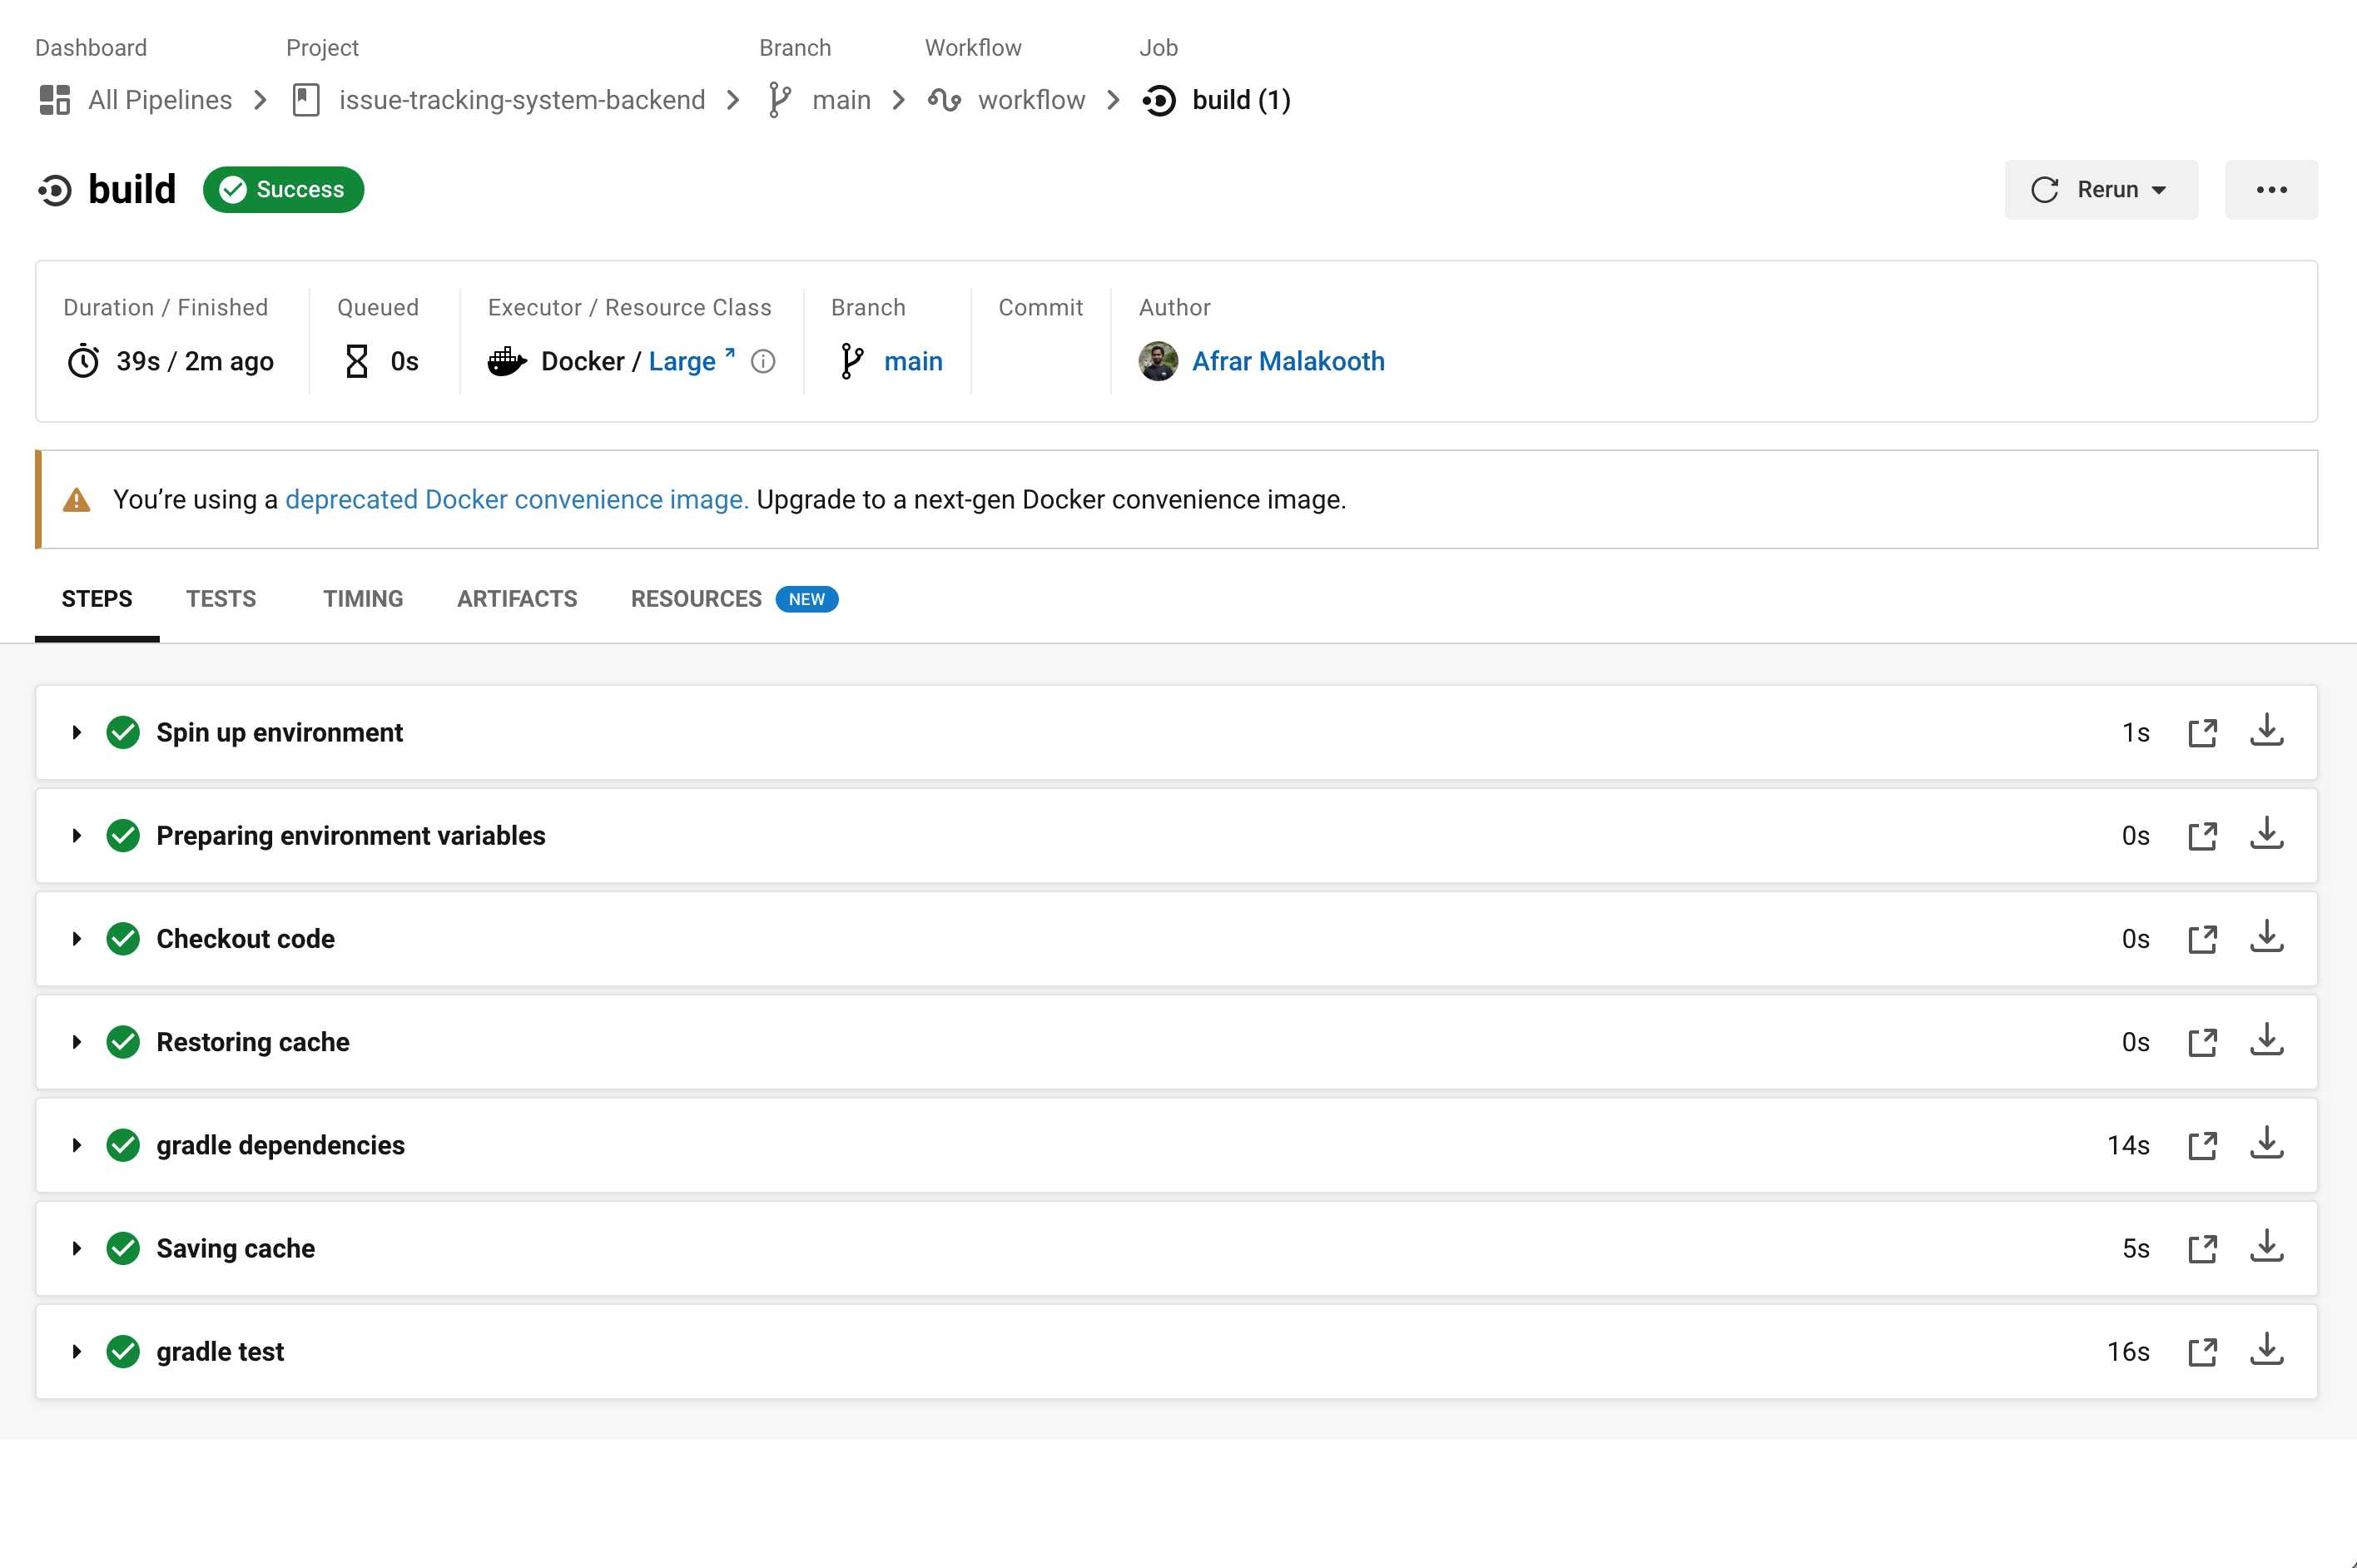 Dashboard Project Branch Workflow Job
All Pipelines issue-tracking-system-backend main workflow build (1)
build Success Rerun
Duration / Finished Queued Executor / Resource Class Branch Commit Author
39s / 2m ago 0s Docker / Large main Afrar Malakooth
You’re using a deprecated Docker convenience image. Upgrade to a next-gen Docker convenience image.
STEPS TESTS TIMING ARTIFACTS RESOURCES NEW
Spin up environment 1s
Preparing environment variables 0s
Checkout code 0s
Restoring cache 0s
gradle dependencies 14s
Saving cache 5s
gradle test 16s